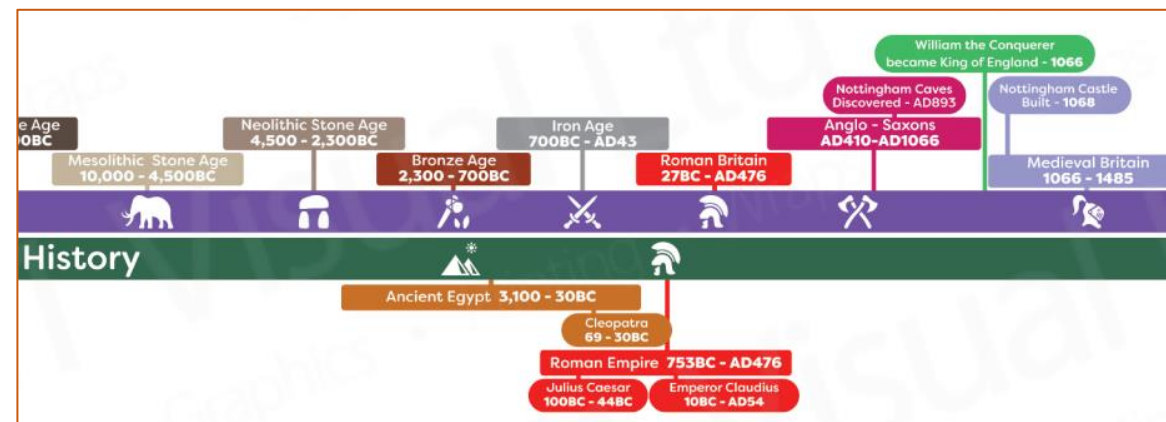 William the Conquerer
became King of England - 1066
Nottingham Caves
Discovered - AD893
Nottingham Castle
Built - 1068
e Age
0BC
Neolithic Stone Age
4,500 - 2,300BC
Iron Age
700BC - AD43
Anglo - Saxons
AD410-AD1066
Mesolithic Stone Age
10,000 - 4,500BC
Bronze Age
2,300 - 700BC
Roman Britain
27BC - AD476
Medieval Britain
1066 - 1485
History
Ancient Egypt 3,100 - 30BC
Cleopatra
69 - 30BC
Roman Empire 753BC - AD476
Julius Caesar
100BC - 44BC
Emperor Claudius
10BC - AD54